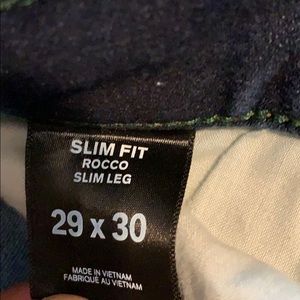 SLIM FIT
ROCCO
SLIM LEG
29 x 30
MADE IN VIETNAM
FABRIQUÉ AU VIETNAM